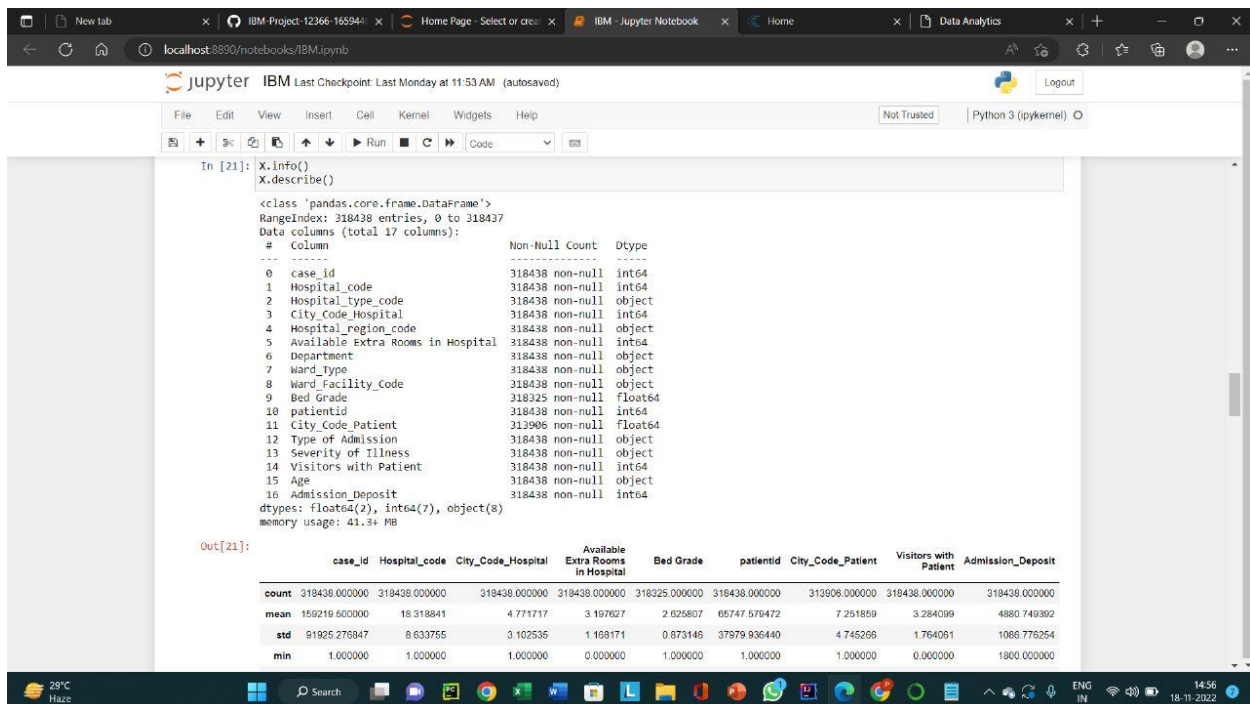 New tab IBM-Project-12366-165944 Home Page - Select or creat IBM - Jupyter Notebook Home Data Analytics
localhost:8890/notebooks/IBM.ipynb
jupyter IBM Last Checkpoint: Last Monday at 11:53 AM (autosaved) Logout
File Edit View Insert Cell Kernel Widgets Help Not Trusted Python 3 (ipykernel)
Run Code
In [21]: X.info()
X.describe()
<class 'pandas.core.frame.DataFrame'>
RangeIndex: 318438 entries, 0 to 318437
Data columns (total 17 columns):
# Column Non-Null Count Dtype
--- ------ -------------- -----
0 case_id 318438 non-null int64
1 Hospital_code 318438 non-null int64
2 Hospital_type_code 318438 non-null object
3 City_Code_Hospital 318438 non-null int64
4 Hospital_region_code 318438 non-null object
5 Available Extra Rooms in Hospital 318438 non-null int64
6 Department 318438 non-null object
7 Ward_Type 318438 non-null object
8 Ward_Facility_Code 318438 non-null object
9 Bed Grade 318325 non-null float64
10 patientid 318438 non-null int64
11 City_Code_Patient 313906 non-null float64
12 Type of Admission 318438 non-null object
13 Severity of Illness 318438 non-null object
14 Visitors with Patient 318438 non-null int64
15 Age 318438 non-null object
16 Admission_Deposit 318438 non-null int64
dtypes: float64(2), int64(7), object(8)
memory usage: 41.3+ MB
Out[21]:
case_id Hospital_code City_Code_Hospital Available Extra Rooms in Hospital Bed Grade patientid City_Code_Patient Visitors with Patient Admission_Deposit
count 318438.000000 318438.000000 318438.000000 318438.000000 318325.000000 318438.000000 313906.000000 318438.000000 318438.000000
mean 159219.500000 18.318841 4.771717 3.197627 2.625807 65747.579472 7.251859 3.284099 4880.749392
std 91925.276847 8.633755 3.102535 1.168171 0.873146 37979.936440 4.745266 1.764061 1086.776254
min 1.000000 1.000000 1.000000 0.000000 1.000000 1.000000 1.000000 0.000000 1800.000000
29°C Search ENG 14:56
Haze IN 18-11-2022